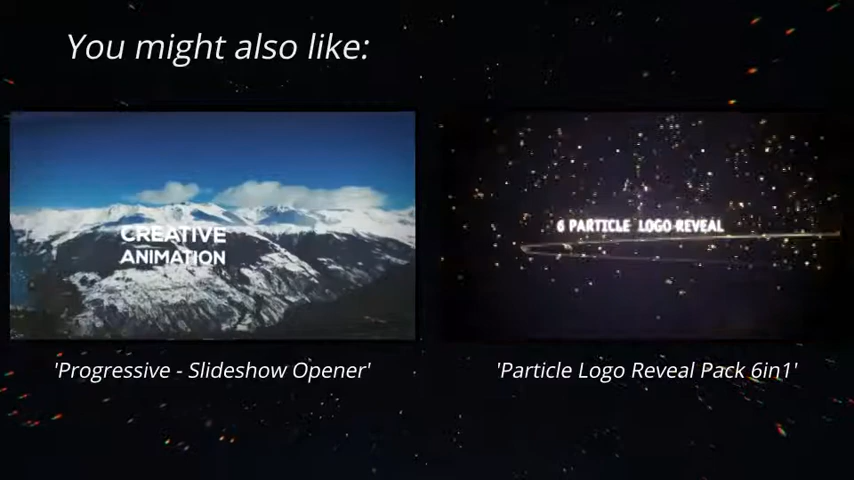 You might also like:
CREATIVE
ANIMATION
6 PARTICLE LOGO REVEAL
'Progressive - Slideshow Opener'
'Particle Logo Reveal Pack 6in1'